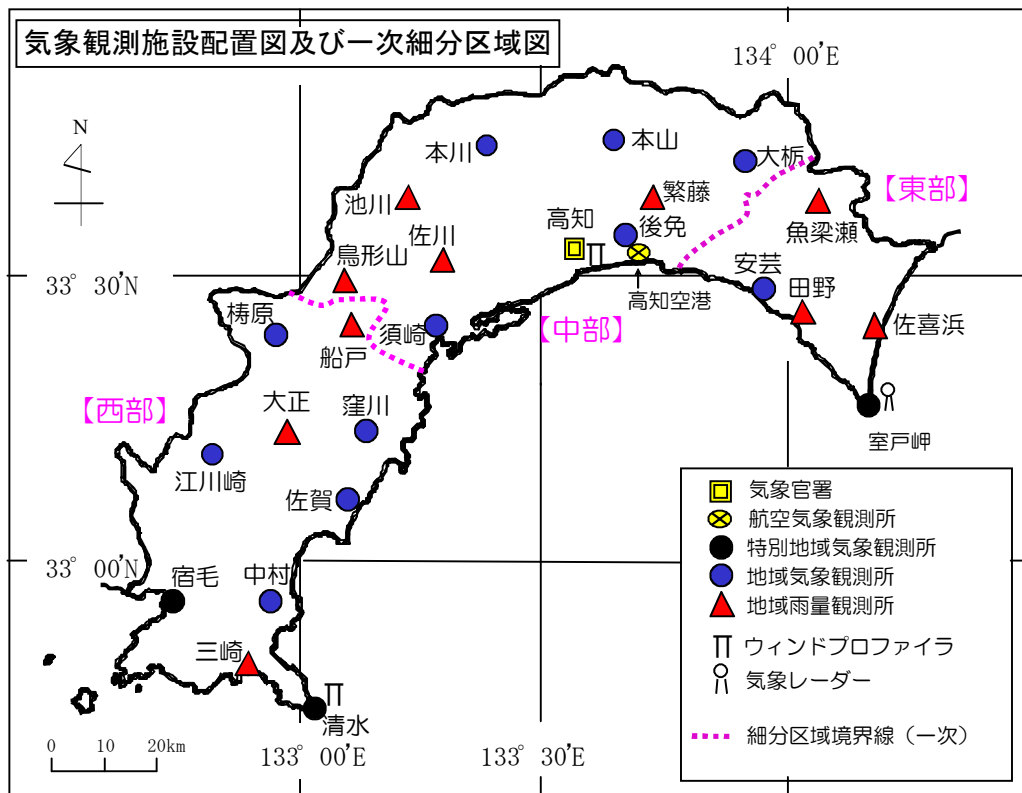 気象観測施設配置図及び一次細分区域図
134° 00'E
N
本川
本山
大栃
【東部】
池川
繁藤
魚梁瀬
高知
後免
佐川
鳥形山
安芸
33° 30'N
高知空港
田野
梼原
須崎
【中部】
佐喜浜
船戸
【西部】
大正
窪川
室戸岬
江川崎
佐賀
33° 00'N
宿毛
中村
三崎
清水
0 10 20km
133° 00'E
133° 30'E
気象官署
航空気象観測所
特別地域気象観測所
地域気象観測所
地域雨量観測所
ウィンドプロファイラ
気象レーダー
細分区域境界線(一次)